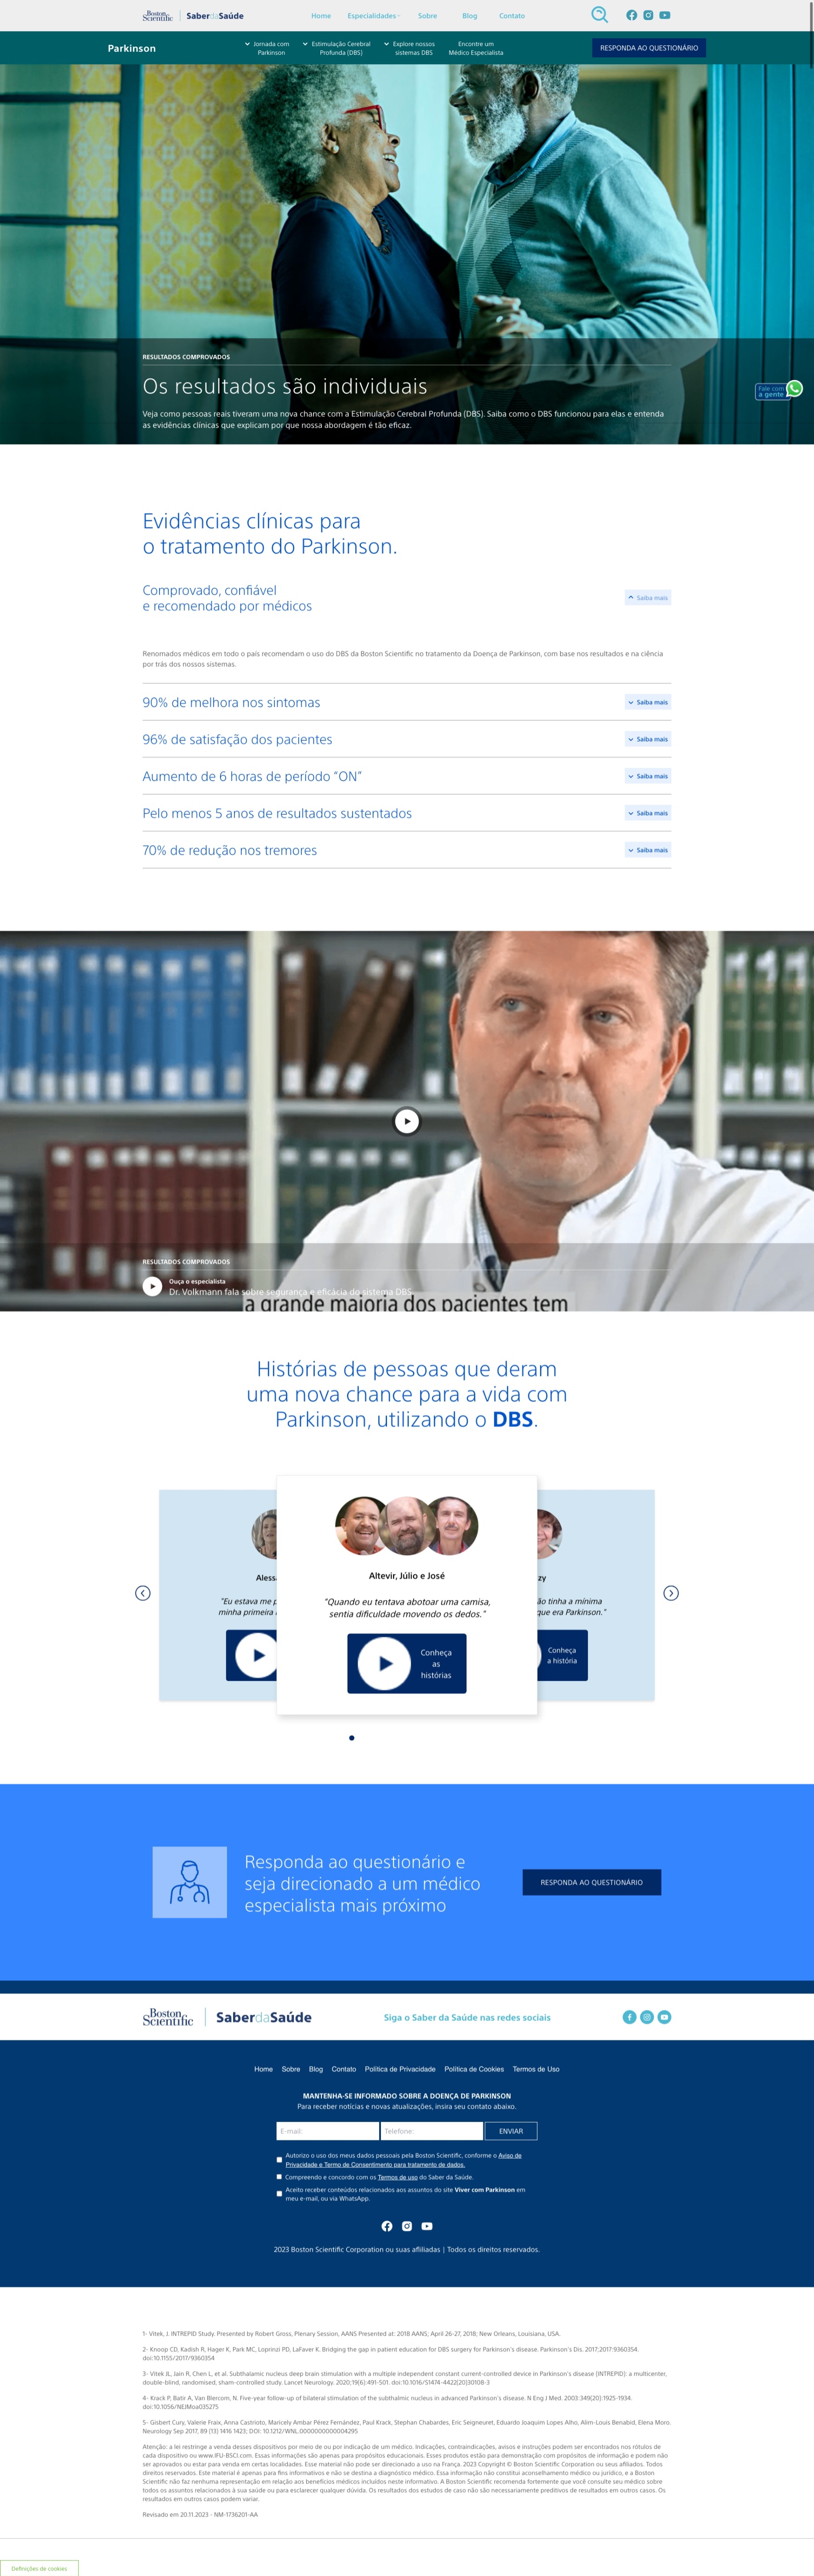 Boston Scientific
SaberdaSaúde
Home
Especialidades
Sobre
Blog
Contato
Parkinson
Jornada com
Parkinson
Estimulação Cerebral
Profunda (DBS)
Explore nossos
sistemas DBS
Encontre um
Médico Especialista
RESPONDA AO QUESTIONÁRIO
RESULTADOS COMPROVADOS
Os resultados são individuais
Veja como pessoas reais tiveram uma nova chance com a Estimulação Cerebral Profunda (DBS). Saiba como o DBS funcionou para elas e entenda
as evidências clínicas que explicam por que nossa abordagem é tão eficaz.
Fale com
a gente
Evidências clínicas para
o tratamento do Parkinson.
Comprovado, confiável
e recomendado por médicos
Saiba mais
Renomados médicos em todo o país recomendam o uso do DBS da Boston Scientific no tratamento da Doença de Parkinson, com base nos resultados e na ciência
por trás dos nossos sistemas.
90% de melhora nos sintomas
Saiba mais
96% de satisfação dos pacientes
Saiba mais
Aumento de 6 horas de período "ON"
Saiba mais
Pelo menos 5 anos de resultados sustentados
Saiba mais
70% de redução nos tremores
Saiba mais
RESULTADOS COMPROVADOS
Ouça o especialista
Dr. Volkmann fala sobre segurança e eficácia do sistema DBS
a grande maioria dos pacientes tem
Histórias de pessoas que deram
uma nova chance para a vida com
Parkinson, utilizando o DBS.
Aless
"Eu estava me p
minha primeira
Altevir, Júlio e José
"Quando eu tentava abotoar uma camisa,
sentia dificuldade movendo os dedos."
Conheça
as
histórias
zy
ão tinha a mínima
que era Parkinson."
Conheça
a história
Responda ao questionário e
seja direcionado a um médico
especialista mais próximo
RESPONDA AO QUESTIONÁRIO
Boston
Scientific
SaberdaSaúde
Siga o Saber da Saúde nas redes sociais
Home Sobre Blog Contato Política de Privacidade Política de Cookies Termos de Uso
MANTENHA-SE INFORMADO SOBRE A DOENÇA DE PARKINSON
Para receber notícias e novas atualizações, insira seu contato abaixo.
E-mail:
Telefone:
ENVIAR
Autorizo o uso dos meus dados pessoais pela Boston Scientific, conforme o Aviso de
Privacidade e Termo de Consentimento para tratamento de dados.
Compreendo e concordo com os Termos de uso do Saber da Saúde.
Aceito receber conteúdos relacionados aos assuntos do site Viver com Parkinson em
meu e-mail, ou via WhatsApp.
2023 Boston Scientific Corporation ou suas afiliadas | Todos os direitos reservados.
1- Vitek, J. INTREPID Study. Presented by Robert Gross, Plenary Session, AANS Presented at: 2018 AANS; April 26-27, 2018; New Orleans, Louisiana, USA.
2- Knoop CD, Kadish R, Hager K, Park MC, Loprinzi PD, LaFaver K. Bridging the gap in patient education for DBS surgery for Parkinson's disease. Parkinson's Dis. 2017;2017:9360354.
doi:10.1155/2017/9360354
3- Vitek JL, Jain R, Chen L, et al. Subthalamic nucleus deep brain stimulation with a multiple independent constant current-controlled device in Parkinson's disease (INTREPID): a multicenter,
double-blind, randomised, sham-controlled study. Lancet Neurology. 2020;19(6):491-501. doi:10.1016/S1474-4422(20)30108-3
4- Krack P, Batir A, Van Blercom, N. Five-year follow-up of bilateral stimulation of the subthalmic nucleus in advanced Parkinson's disease. N Eng J Med. 2003:349(20):1925-1934.
doi:10.1056/NEJMoa035275
5- Gisbert Cury, Valerie Fraix, Anna Castrioto, Maricely Ambar Pérez Fernández, Paul Krack, Stephan Chabardes, Eric Seigneuret, Eduardo Joaquim Lopes Alho, Alim-Louis Benabid, Elena Moro.
Neurology Sep 2017, 89 (13) 1416 1423; DOI: 10.1212/WNL.0000000000004295
Atenção: a lei restringe a venda desses dispositivos por meio de ou por indicação de um médico. Indicações, contraindicações, avisos e instruções podem ser encontrados nos rótulos de
cada dispositivo ou www.IFU-BSCI.com. Essas informações são apenas para propósitos educacionais. Esses produtos estão para demonstração com propósitos de informação e podem não
ser aprovados ou estar para venda em certas localidades. Esse material não pode ser direcionado a uso na França. 2023 Copyright © Boston Scientific Corporation ou seus afiliados. Todos
direitos reservados. Este material é apenas para fins informativos e não se destina a diagnóstico médico. Essa informação não constitui aconselhamento médico ou jurídico, e a Boston
Scientific não faz nenhuma representação em relação aos benefícios médicos incluídos neste informativo. A Boston Scientific recomenda fortemente que você consulte seu médico sobre
todos os assuntos relacionados à sua saúde ou para esclarecer qualquer dúvida. Os resultados dos estudos de caso não são necessariamente preditivos de resultados em outros casos. Os
resultados em outros casos podem variar.
Revisado em 20.11.2023 - NM-1736201-AA
Definições de cookies